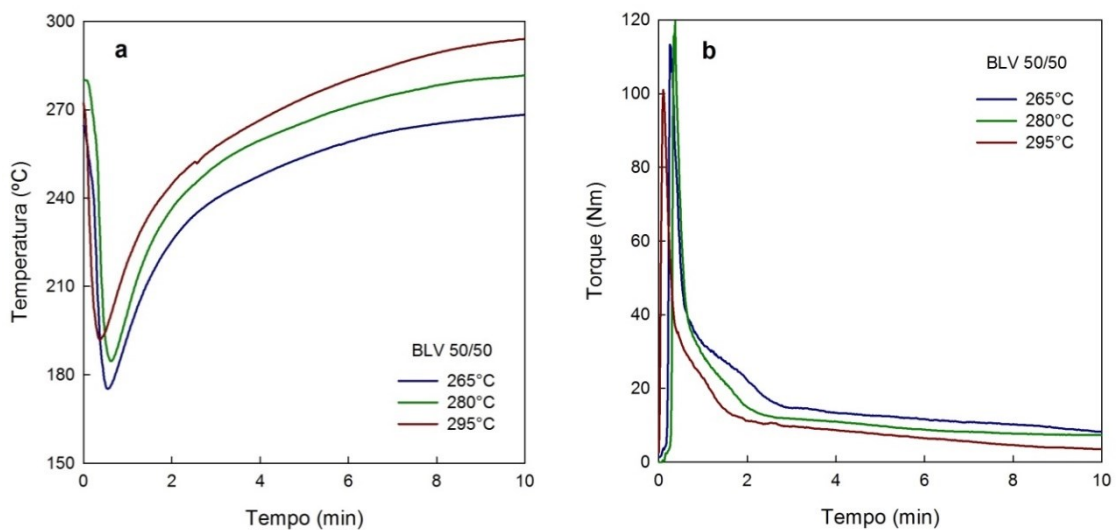 a
Temperatura (ºC)
300
270
240
210
180
150
BLV 50/50
265°C
280°C
295°C
0 2 4 6 8 10
Tempo (min)
b
Torque (Nm)
120
100
80
60
40
20
0
BLV 50/50
265°C
280°C
295°C
0 2 4 6 8 10
Tempo (min)